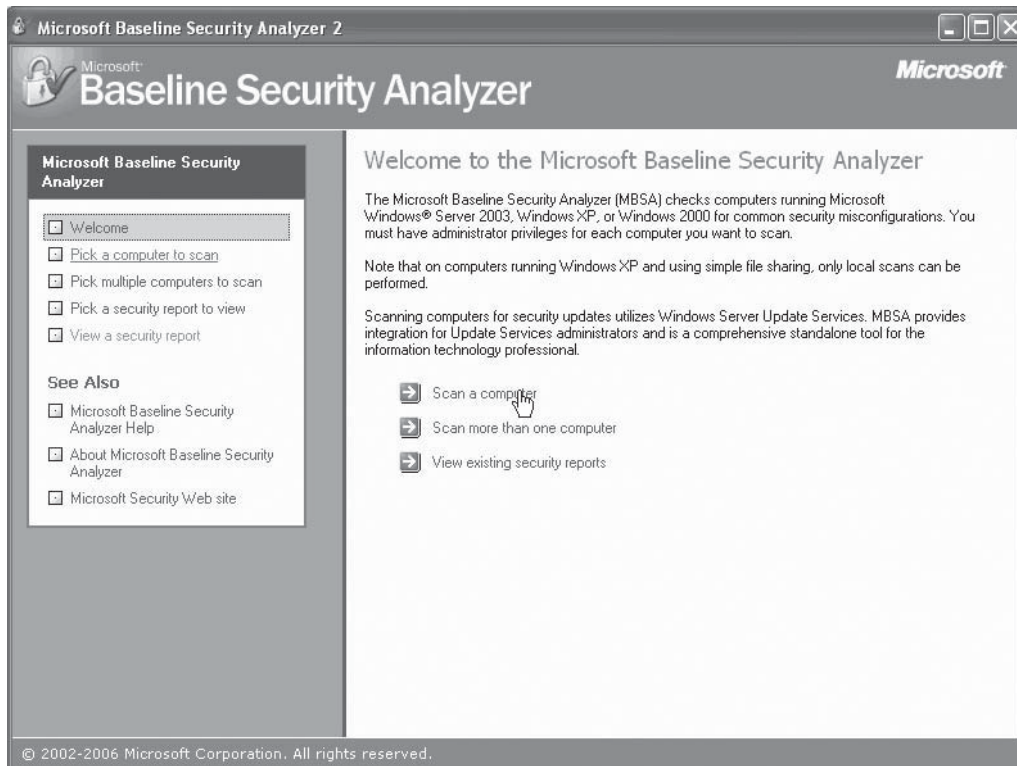 Microsoft Baseline Security Analyzer 2
Microsoft
Baseline Security Analyzer
Microsoft
Microsoft Baseline Security
Analyzer
Welcome
Pick a computer to scan
Pick multiple computers to scan
Pick a security report to view
View a security report
See Also
Microsoft Baseline Security
Analyzer Help
About Microsoft Baseline Security
Analyzer
Microsoft Security Web site
Welcome to the Microsoft Baseline Security Analyzer
The Microsoft Baseline Security Analyzer (MBSA) checks computers running Microsoft
Windows® Server 2003, Windows XP, or Windows 2000 for common security misconfigurations. You
must have administrator privileges for each computer you want to scan.
Note that on computers running Windows XP and using simple file sharing, only local scans can be
performed.
Scanning computers for security updates utilizes Windows Server Update Services. MBSA provides
integration for Update Services administrators and is a comprehensive standalone tool for the
information technology professional.
Scan a computer
Scan more than one computer
View existing security reports
© 2002-2006 Microsoft Corporation. All rights reserved.